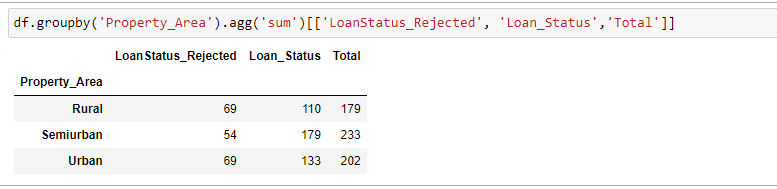 df.groupby('Property_Area').agg('sum')[['LoanStatus_Rejected', 'Loan_Status','Total']]
LoanStatus_Rejected Loan_Status Total
Property_Area
Rural 69 110 179
Semiurban 54 179 233
Urban 69 133 202